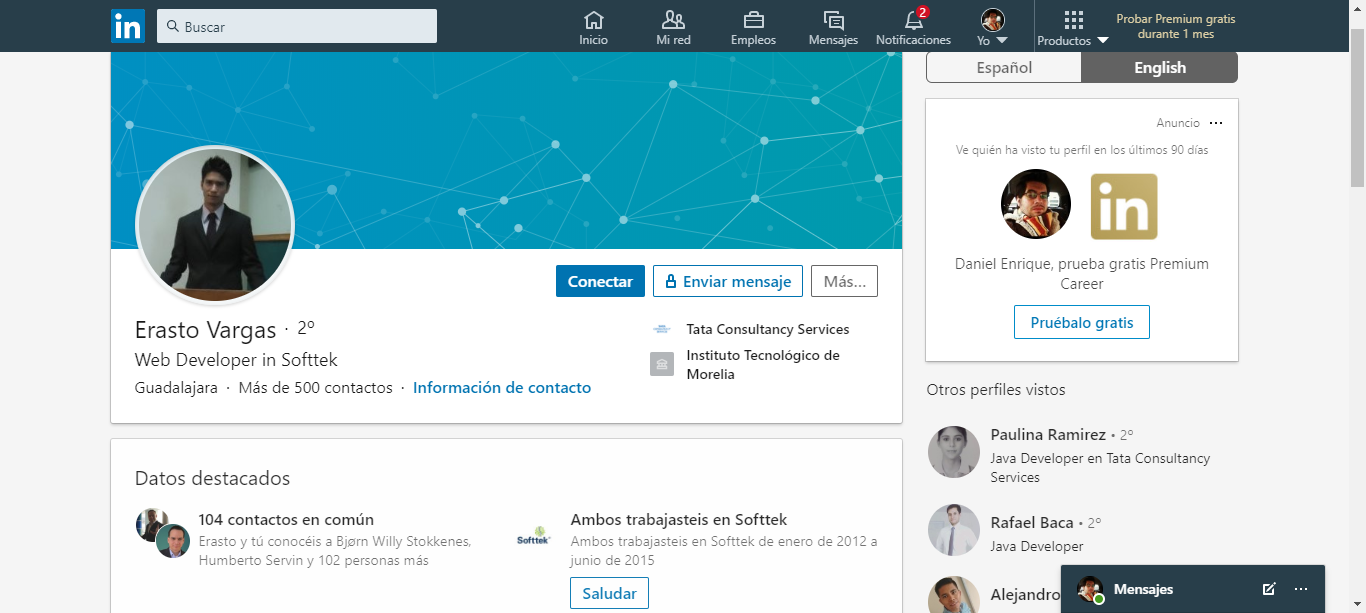 in
Buscar
Inicio
Mi red
Empleos
Mensajes
2
Notificaciones
Yo
Productos
Probar Premium gratis
durante 1 mes
Español
English
Anuncio
Ve quién ha visto tu perfil en los últimos 90 días
in
Daniel Enrique, prueba gratis Premium
Career
Pruébalo gratis
Conectar
Enviar mensaje
Más...
Erasto Vargas · 2º
Web Developer in Softtek
Guadalajara · Más de 500 contactos · Información de contacto
Tata Consultancy Services
Instituto Tecnológico de
Morelia
Datos destacados
104 contactos en común
Erasto y tú conocéis a Bjørn Willy Stokkenes,
Humberto Servin y 102 personas más
Softtek
Ambos trabajasteis en Softtek
Ambos trabajasteis en Softtek de enero de 2012 a
junio de 2015
Saludar
Otros perfiles vistos
Paulina Ramirez • 2º
Java Developer en Tata Consultancy
Services
Rafael Baca • 2º
Java Developer
Alejandro
Mensajes